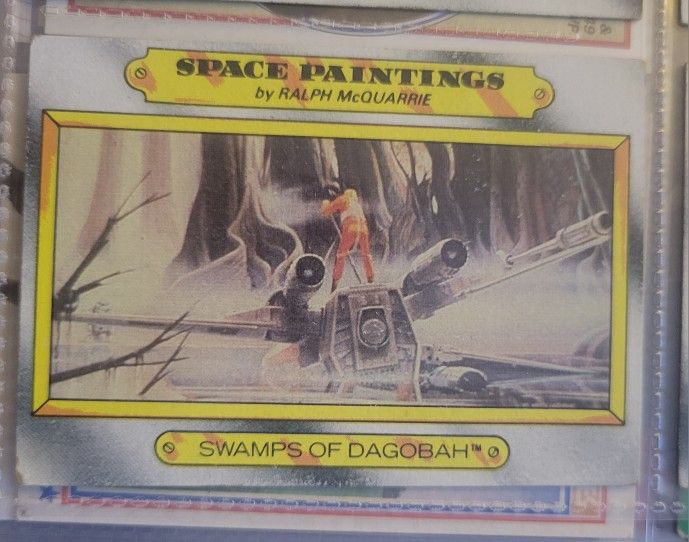 SPACE PAINTINGS
by RALPH McQUARRIE
SWAMPS OF DAGOBAH™